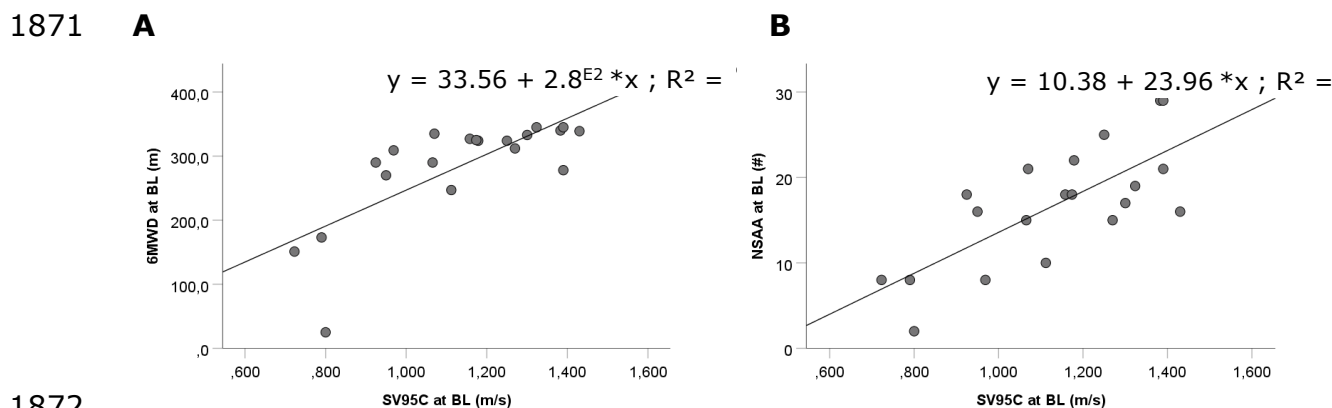 1871 A B
y = 33.56 + 2.8E2 *x ; R² =
y = 10.38 + 23.96 *x ; R² =
400,0
300,0
200,0
100,0
,0
6MWD at BL (m)
,600 ,800 1,000 1,200 1,400 1,600
SV95C at BL (m/s)
30
20
10
0
NSAA at BL (#)
,600 ,800 1,000 1,200 1,400 1,600
SV95C at BL (m/s)
1872